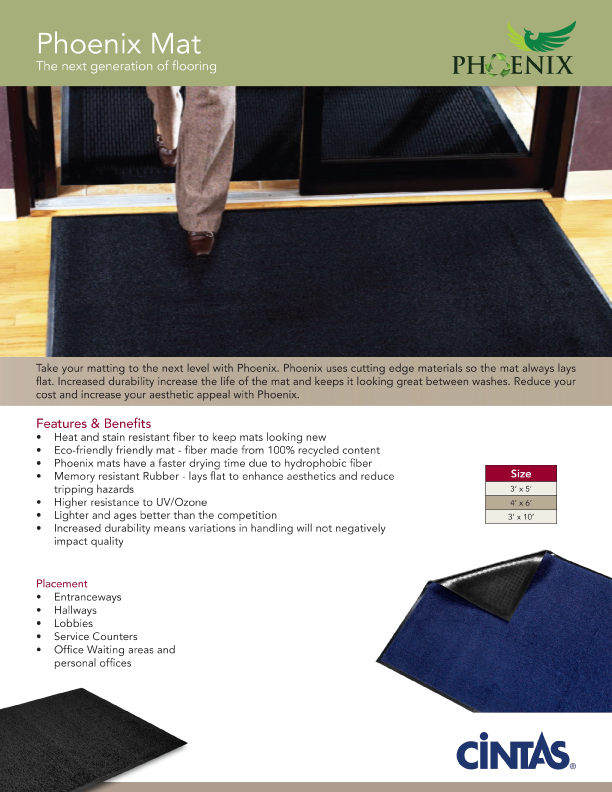 Phoenix Mat
The next generation of flooring
PHOENIX
Take your matting to the next level with Phoenix. Phoenix uses cutting edge materials so the mat always lays
flat. Increased durability increase the life of the mat and keeps it looking great between washes. Reduce your
cost and increase your aesthetic appeal with Phoenix.
Features & Benefits
• Heat and stain resistant fiber to keep mats looking new
• Eco-friendly friendly mat - fiber made from 100% recycled content
• Phoenix mats have a faster drying time due to hydrophobic fiber
• Memory resistant Rubber - lays flat to enhance aesthetics and reduce
tripping hazards
• Higher resistance to UV/Ozone
• Lighter and ages better than the competition
• Increased durability means variations in handling will not negatively
impact quality
Size
3' x 5'
4' x 6'
3' x 10'
Placement
• Entranceways
• Hallways
• Lobbies
• Service Counters
• Office Waiting areas and
personal offices
CINTAS®